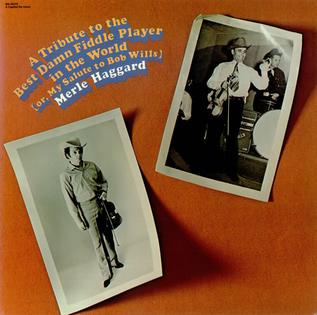 A Tribute to the
Best Damn Fiddle Player
in the World
(or, My Salute to Bob Wills)
Merle Haggard